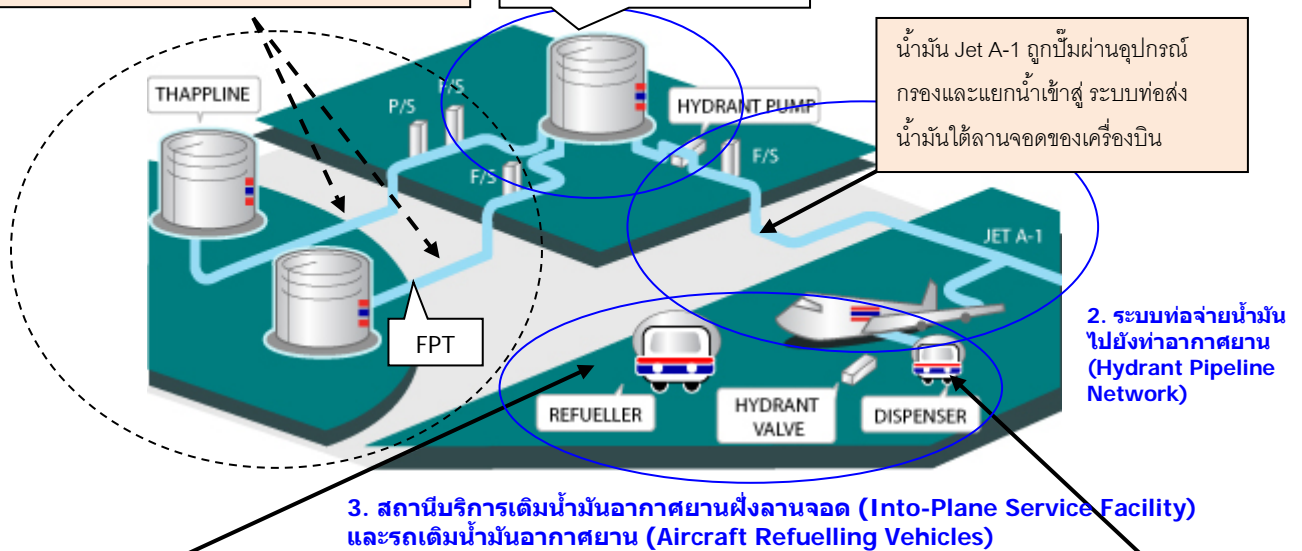 น้ำมัน Jet A-1 ถูกปั๊มผ่านอุปกรณ์
กรองและแยกน้ำเข้าสู่ ระบบท่อส่ง
น้ำมันใต้ลานจอดของเครื่องบิน
THAPPLINE
P/S
P/S
HYDRANT PUMP
F/S
F/S
JET A-1
FPT
2. ระบบท่อจ่ายน้ำมัน
ไปยังท่าอากาศยาน
(Hydrant Pipeline
Network)
REFUELLER
HYDRANT
VALVE
DISPENSER
3. สถานีบริการเติมน้ำมันอากาศยานฝั่งลานจอด (Into-Plane Service Facility)
และรถเติมน้ำมันอากาศยาน (Aircraft Refuelling Vehicles)